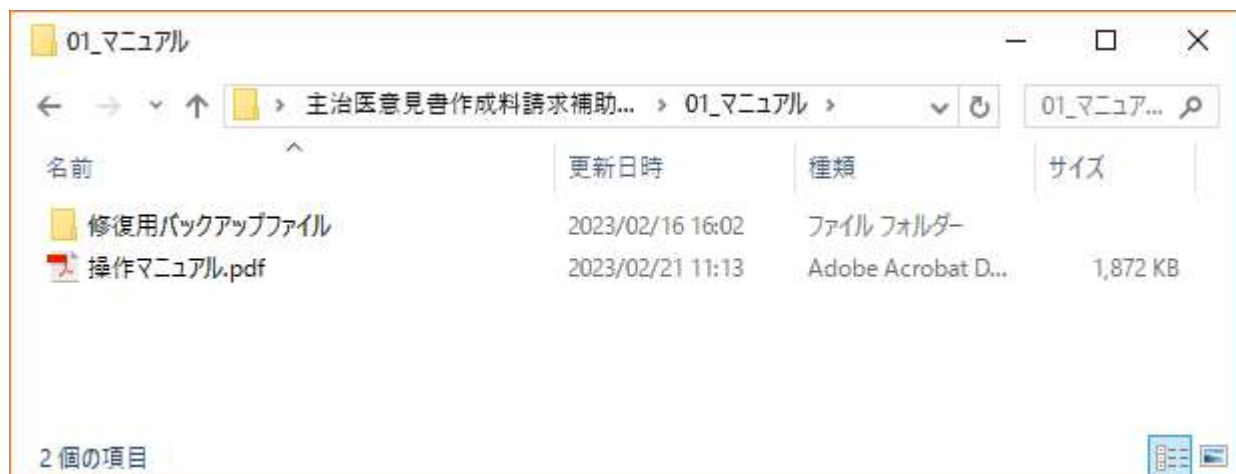 01_マニュアル
主治医意見書作成料請求補助... › 01_マニュアル ›
01_マニュア...
名前 更新日時 種類 サイズ
修復用バックアップファイル 2023/02/16 16:02 ファイル フォルダー
操作マニュアル.pdf 2023/02/21 11:13 Adobe Acrobat D... 1,872 KB
2 個の項目